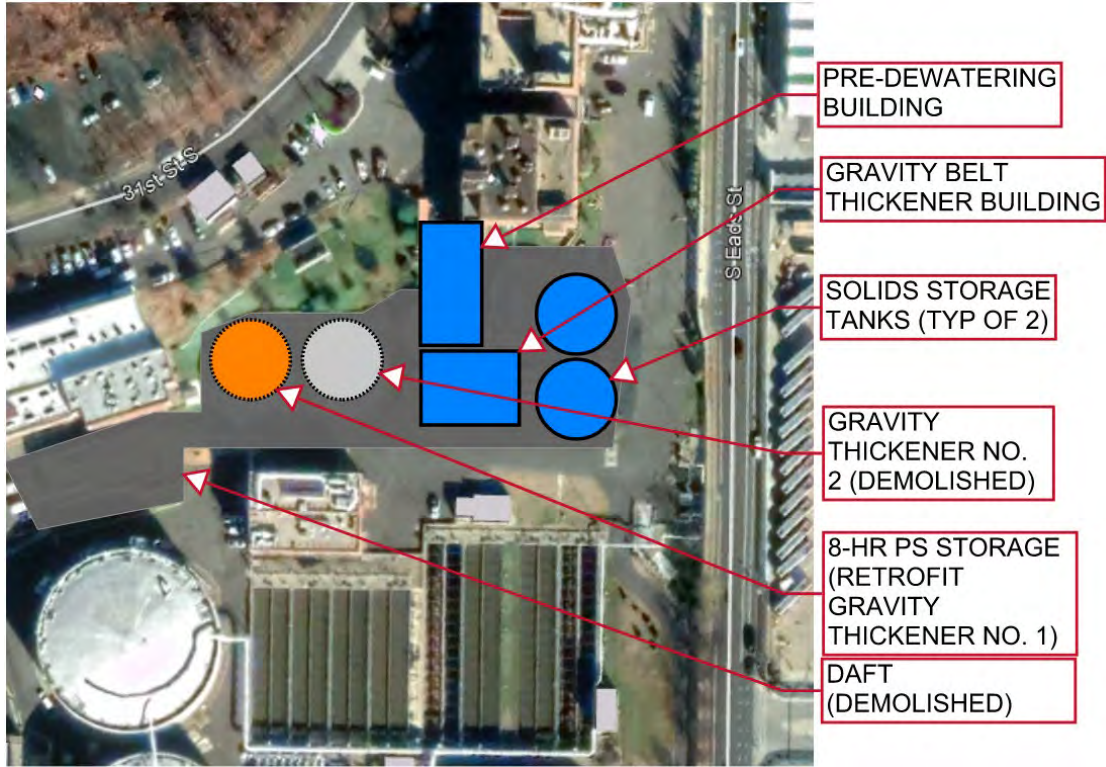 PRE-DEWATERING
BUILDING
GRAVITY BELT
THICKENER BUILDING
SOLIDS STORAGE
TANKS (TYP OF 2)
GRAVITY
THICKENER NO.
2 (DEMOLISHED)
8-HR PS STORAGE
(RETROFIT
GRAVITY
THICKENER NO. 1)
DAFT
(DEMOLISHED)
31st St S
S Eads St